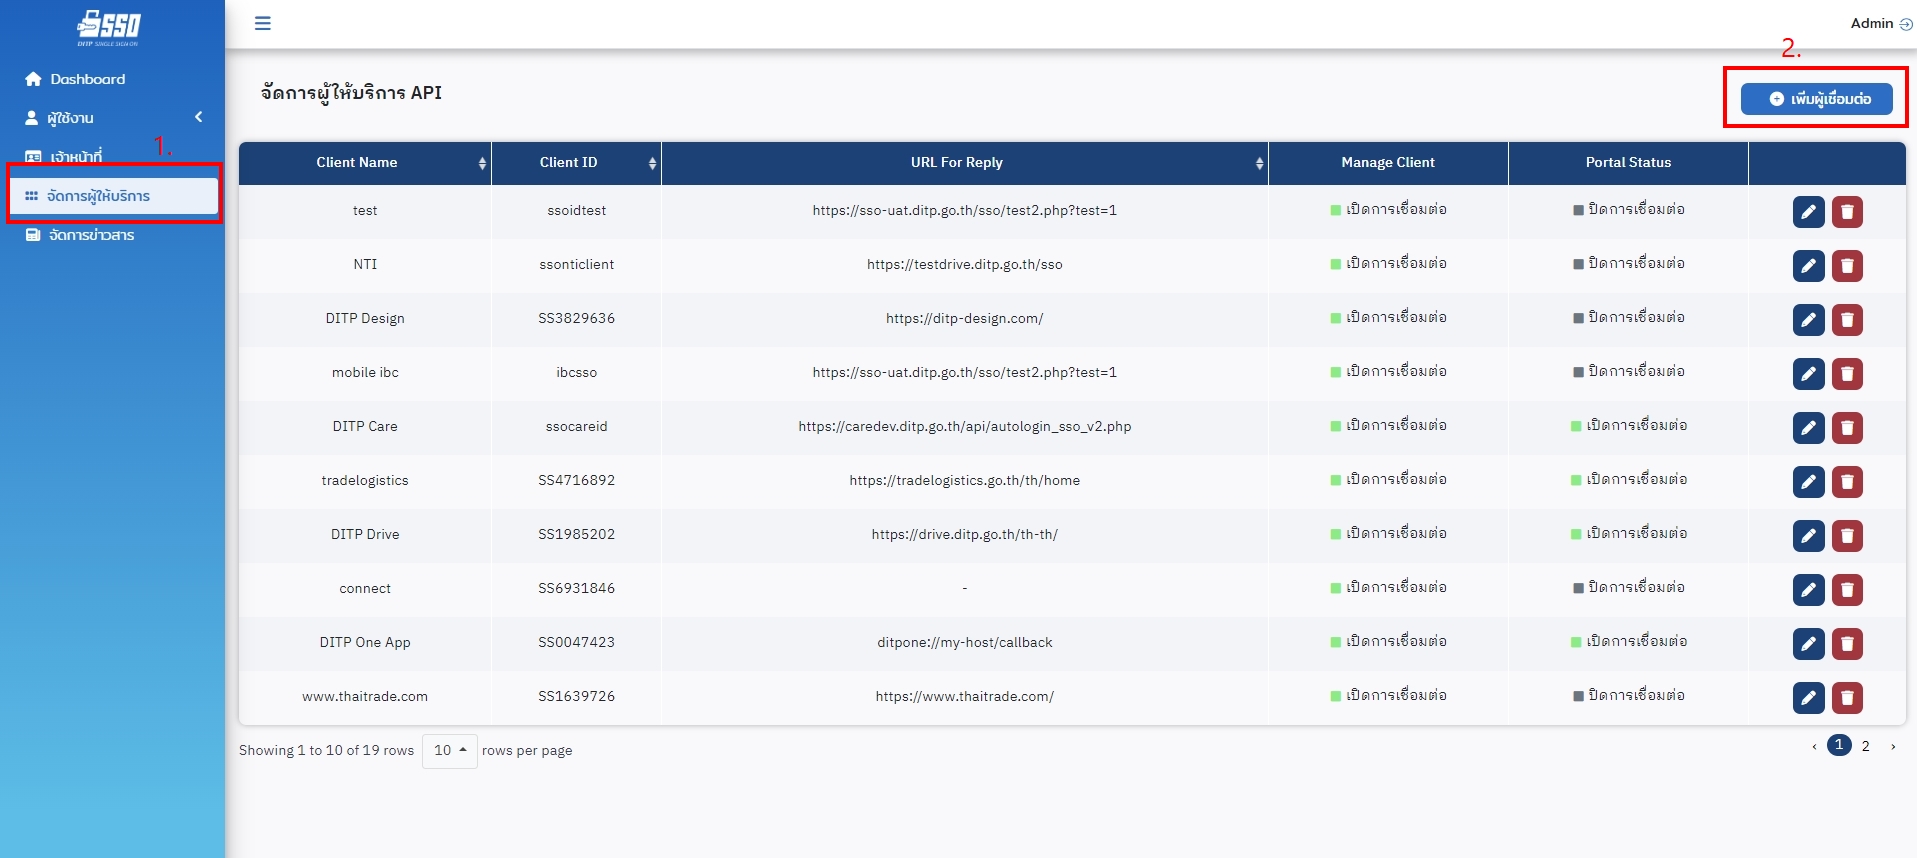 SSO
DITP SINGLE SIGN ON
Admin
Dashboard
ผู้ใช้งาน
เจ้าหน้าที่
1.
จัดการผู้ให้บริการ
จัดการข่าวสาร
จัดการผู้ให้บริการ API
2.
เพิ่มผู้เชื่อมต่อ
Client Name Client ID URL For Reply Manage Client Portal Status
test ssoidtest https://sso-uat.ditp.go.th/sso/test2.php?test=1 เปิดการเชื่อมต่อ ปิดการเชื่อมต่อ
NTI ssonticlient https://testdrive.ditp.go.th/sso เปิดการเชื่อมต่อ ปิดการเชื่อมต่อ
DITP Design SS3829636 https://ditp-design.com/ เปิดการเชื่อมต่อ ปิดการเชื่อมต่อ
mobile ibc ibcsso https://sso-uat.ditp.go.th/sso/test2.php?test=1 เปิดการเชื่อมต่อ ปิดการเชื่อมต่อ
DITP Care ssocareid https://caredev.ditp.go.th/api/autologin_sso_v2.php เปิดการเชื่อมต่อ เปิดการเชื่อมต่อ
tradelogistics SS4716892 https://tradelogistics.go.th/th/home เปิดการเชื่อมต่อ เปิดการเชื่อมต่อ
DITP Drive SS1985202 https://drive.ditp.go.th/th-th/ เปิดการเชื่อมต่อ เปิดการเชื่อมต่อ
connect SS6931846 - เปิดการเชื่อมต่อ ปิดการเชื่อมต่อ
DITP One App SS0047423 ditpone://my-host/callback เปิดการเชื่อมต่อ เปิดการเชื่อมต่อ
www.thaitrade.com SS1639726 https://www.thaitrade.com/ เปิดการเชื่อมต่อ ปิดการเชื่อมต่อ
Showing 1 to 10 of 19 rows 10 rows per page ‹ 1 2 ›